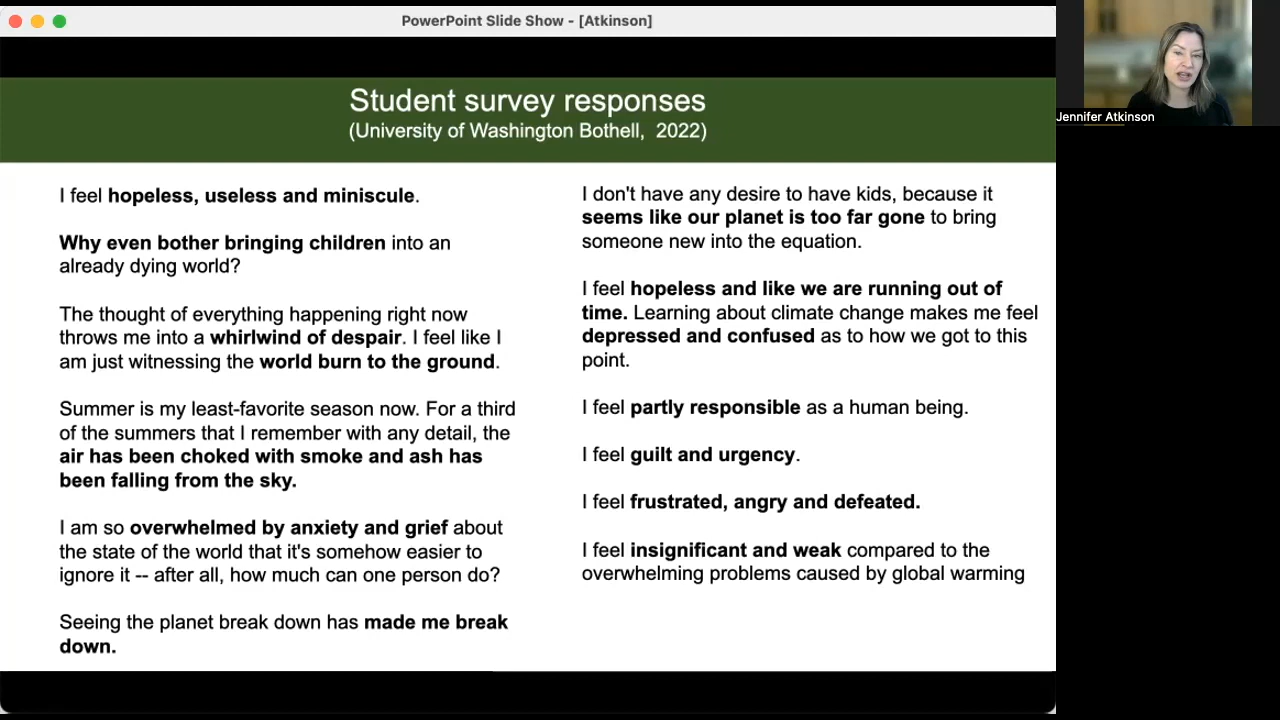 PowerPoint Slide Show - [Atkinson]
Student survey responses
(University of Washington Bothell, 2022)
I feel hopeless, useless and miniscule.
Why even bother bringing children into an
already dying world?
The thought of everything happening right now
throws me into a whirlwind of despair. I feel like I
am just witnessing the world burn to the ground.
Summer is my least-favorite season now. For a third
of the summers that I remember with any detail, the
air has been choked with smoke and ash has
been falling from the sky.
I am so overwhelmed by anxiety and grief about
the state of the world that it's somehow easier to
ignore it -- after all, how much can one person do?
Seeing the planet break down has made me break
down.
I don't have any desire to have kids, because it
seems like our planet is too far gone to bring
someone new into the equation.
I feel hopeless and like we are running out of
time. Learning about climate change makes me feel
depressed and confused as to how we got to this
point.
I feel partly responsible as a human being.
I feel guilt and urgency.
I feel frustrated, angry and defeated.
I feel insignificant and weak compared to the
overwhelming problems caused by global warming
Jennifer Atkinson